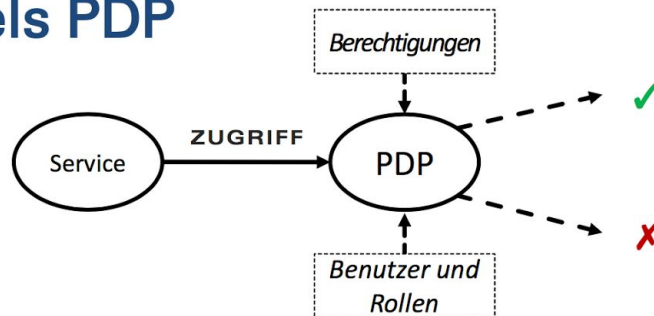 els PDP
Berechtigungen
ZUGRIFF
Service
PDP
Benutzer und
Rollen